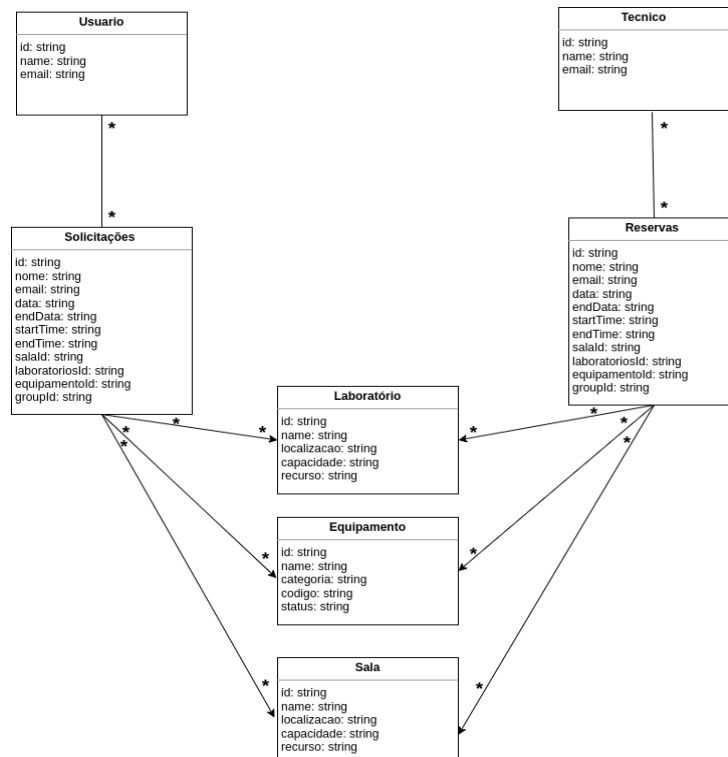 Usuario
id: string
name: string
email: string
Tecnico
id: string
name: string
email: string
*
*
*
*
Solicitações
id: string
nome: string
email: string
data: string
endData: string
startTime: string
endTime: string
salaId: string
laboratoriosId: string
equipamentoId: string
groupId: string
Reservas
id: string
nome: string
email: string
data: string
endData: string
startTime: string
endTime: string
salaId: string
laboratoriosId: string
equipamentoId: string
groupId: string
*
*
*
*
*
*
*
*
Laboratório
id: string
name: string
localizacao: string
capacidade: string
recurso: string
*
*
Equipamento
id: string
name: string
categoria: string
codigo: string
status: string
*
*
Sala
id: string
name: string
localizacao: string
capacidade: string
recurso: string